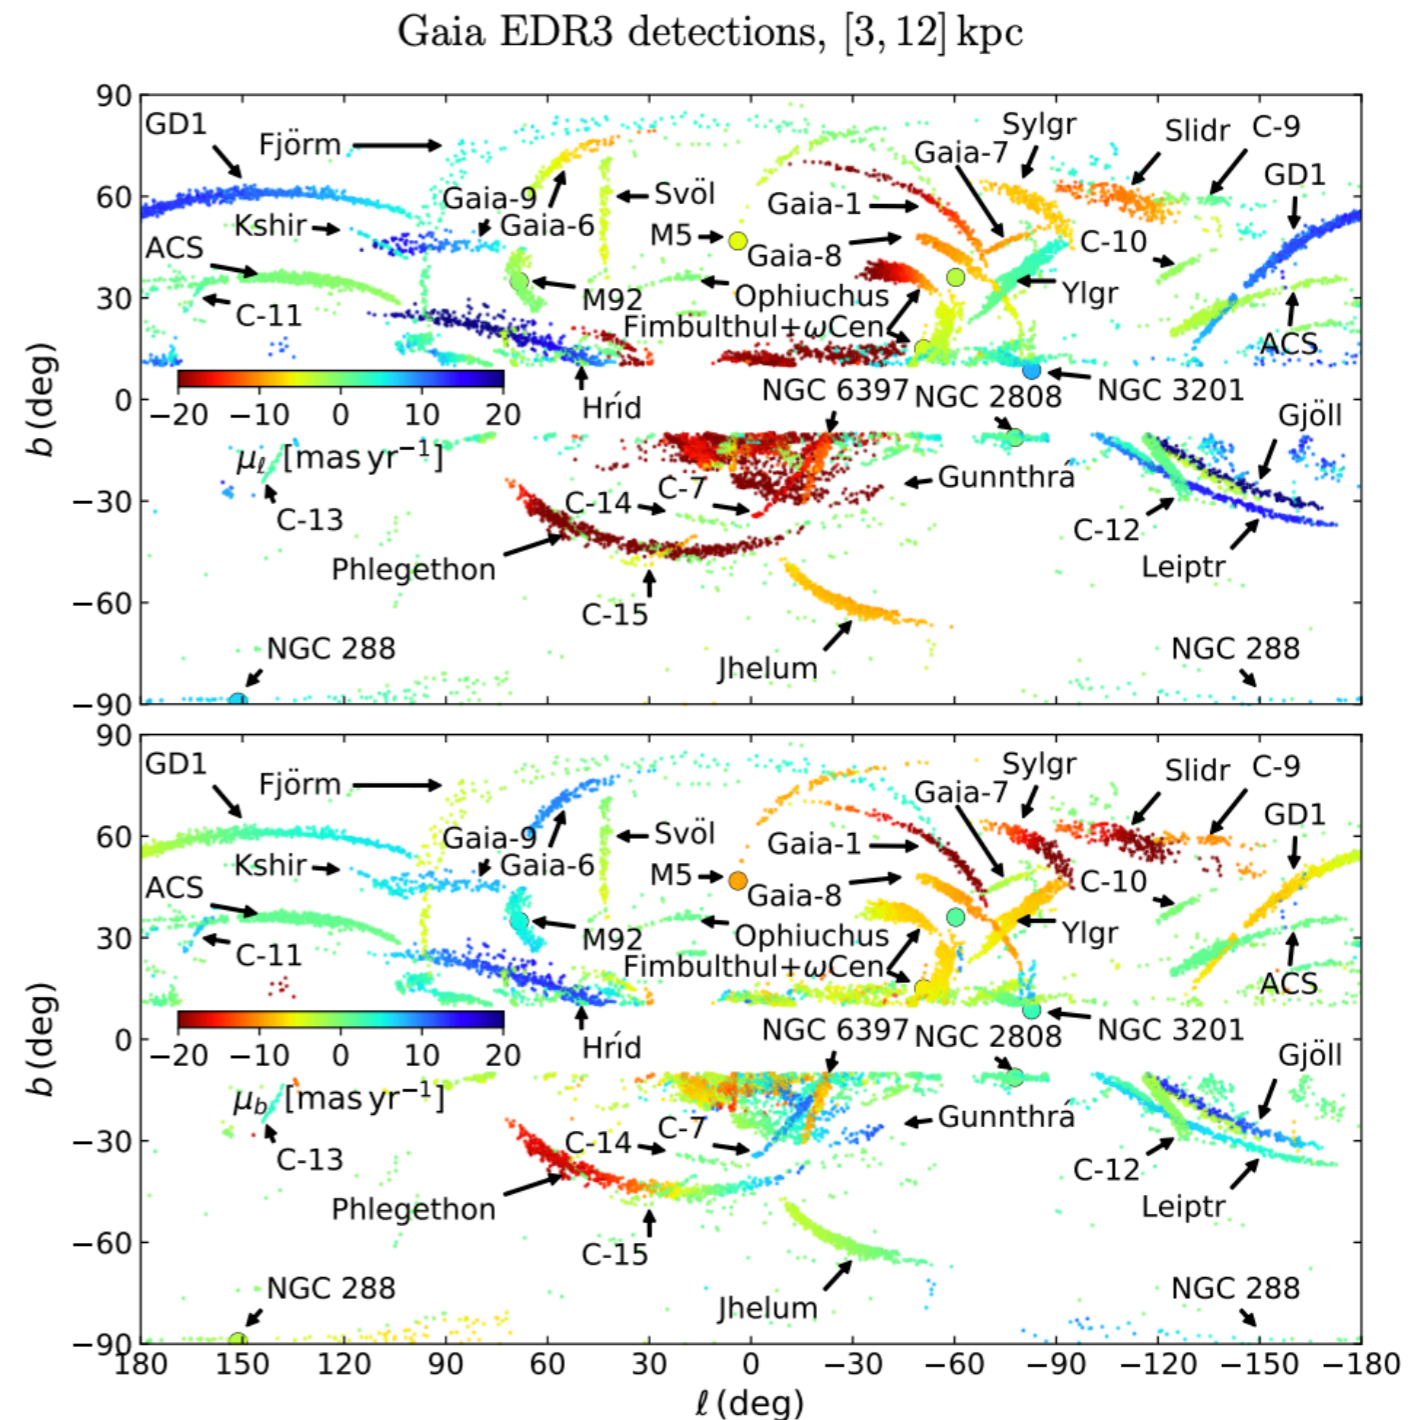 Gaia EDR3 detections, [3, 12] kpc
90
60
30
0
−30
−60
−90
b (deg)
GD1
Fjörm
Kshir
ACS
C-11
Gaia-9
Gaia-6
Svöl
M5
M92
Ophiuchus
Fimbulthul+ωCen
Gaia-1
Gaia-8
Gaia-7
Sylgr
Slidr
C-9
GD1
C-10
Ylgr
ACS
−20 −10 0 10 20
μℓ [mas yr⁻¹]
Hríd
NGC 6397
NGC 2808
NGC 3201
Gjöll
C-13
C-14
C-7
Gunnthrá
C-12
Leiptr
Phlegethon
C-15
Jhelum
NGC 288
NGC 288
90
60
30
0
−30
−60
−90
b (deg)
GD1
Fjörm
Kshir
ACS
C-11
Gaia-9
Gaia-6
Svöl
M5
M92
Ophiuchus
Fimbulthul+ωCen
Gaia-1
Gaia-8
Gaia-7
Sylgr
Slidr
C-9
GD1
C-10
Ylgr
ACS
−20 −10 0 10 20
μb [mas yr⁻¹]
Hríd
NGC 6397
NGC 2808
NGC 3201
Gjöll
C-13
C-14
C-7
Gunnthrá
C-12
Leiptr
Phlegethon
C-15
Jhelum
NGC 288
NGC 288
180 150 120 90 60 30 0 −30 −60 −90 −120 −150 −180
ℓ (deg)